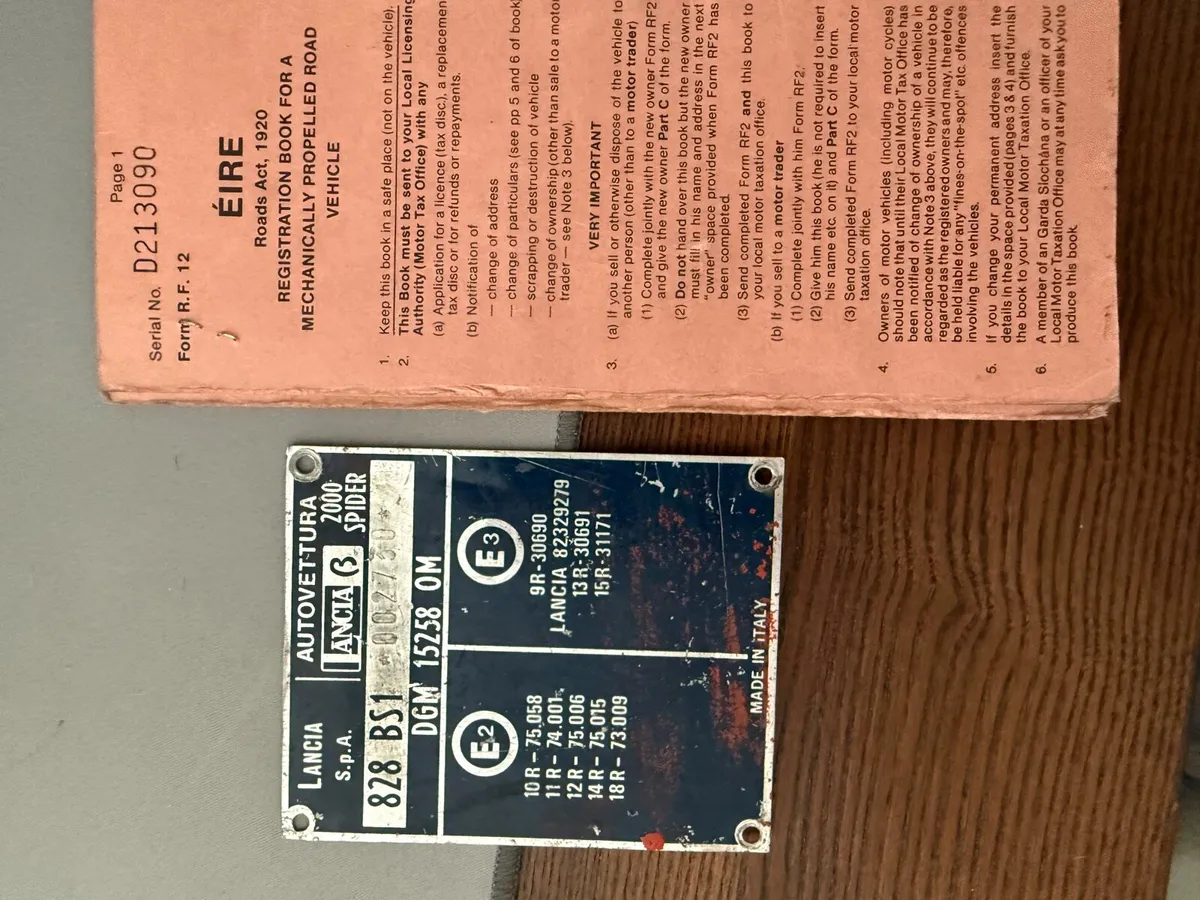 Page 1
Serial No. D213090
Form R.F. 12
ÉIRE
Roads Act, 1920
REGISTRATION BOOK FOR A
MECHANICALLY PROPELLED ROAD
VEHICLE
1. Keep this book in a safe place (not on the vehicle).
2. This Book must be sent to your Local Licensing
Authority (Motor Tax Office) with any
(a) Application for a licence (tax disc), a replacemen
tax disc or for refunds or repayments.
(b) Notification of
— change of address
— change of particulars (see pp 5 and 6 of book)
— scrapping or destruction of vehicle
— change of ownership (other than sale to a motor
trader — see Note 3 below).
VERY IMPORTANT
3. (a) If you sell or otherwise dispose of the vehicle to
another person (other than to a motor trader)
(1) Complete jointly with the new owner Form RF2
and give the new owner Part C of the form.
(2) Do not hand over this book but the new owner
must fill in his name and address in the next
"owner" space provided when Form RF2 has
been completed.
(3) Send completed Form RF2 and this book to
your local motor taxation office.
(b) If you sell to a motor trader
(1) Complete jointly with him Form RF2.
(2) Give him this book (he is not required to insert
his name etc. on it) and Part C of the form.
(3) Send completed Form RF2 to your local motor
taxation office.
4. Owners of motor vehicles (including motor cycles)
should note that until their Local Motor Tax Office has
been notified of change of ownership of a vehicle in
accordance with Note 3 above, they will continue to be
regarded as the registered owners and may, therefore,
be held liable for any "fines-on-the-spot" etc. offences
involving the vehicles.
5. If you change your permanent address insert the
details in the space provided (pages 3 & 4) and furnish
the book to your Local Motor Taxation Office.
6. A member of an Garda Slochána or an officer of your
Local Motor Taxation Office may at any time ask you to
produce this book.
LANCIA
S.p.A.
AUTOVETTURA
LANCIA β 2000
SPIDER
828 BS1 *002750*
DGM 15258 OM
E2
10 R - 75.058
11 R - 74.001
12 R - 75.006
14 R - 75.015
18 R - 73.009
E3
9R-30690
LANCIA 82329279
13 R-30691
15 R-31171
MADE IN ITALY